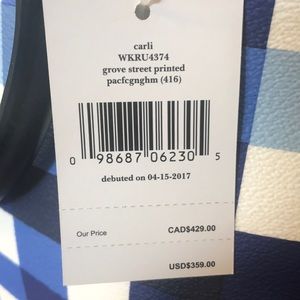 carli
WKRU4374
grove street printed
pacfcgnghm (416)
0 98687 06230 5
debuted on 04-15-2017
Our Price CAD$429.00
USD$359.00